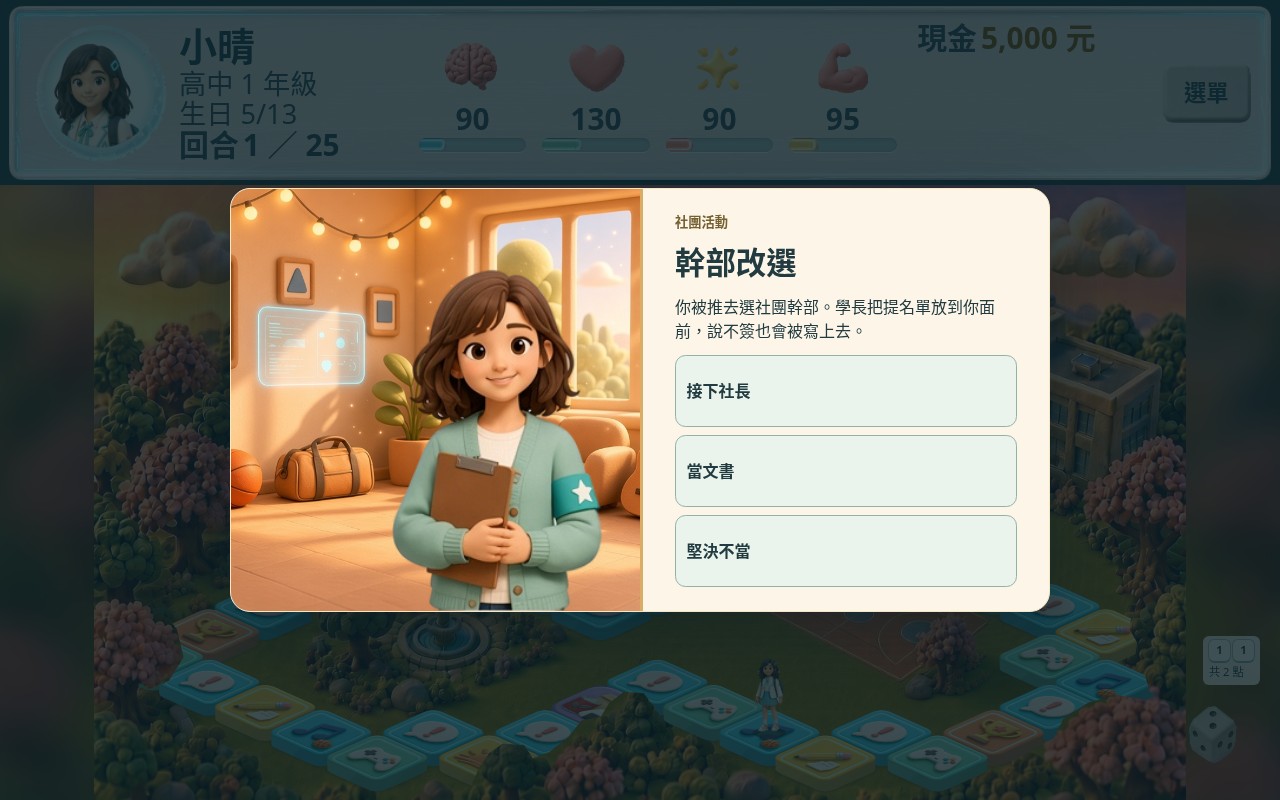 小晴
高中 1 年級
生日 5/13
回合 1 ／ 25
90
130
90
95
現金 5,000 元
選單
社團活動
幹部改選
你被推去選社團幹部。學長把提名單放到你面
前，說不簽也會被寫上去。
接下社長
當文書
堅決不當
1 1
共 2 點